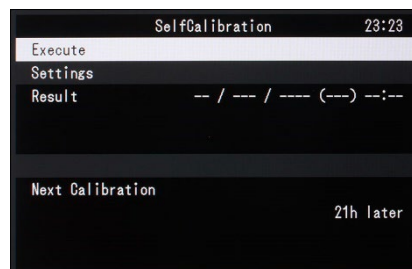 SelfCalibration 23:23
Execute
Settings
Result -- / --- / ---- (---) --:--
Next Calibration
21h later